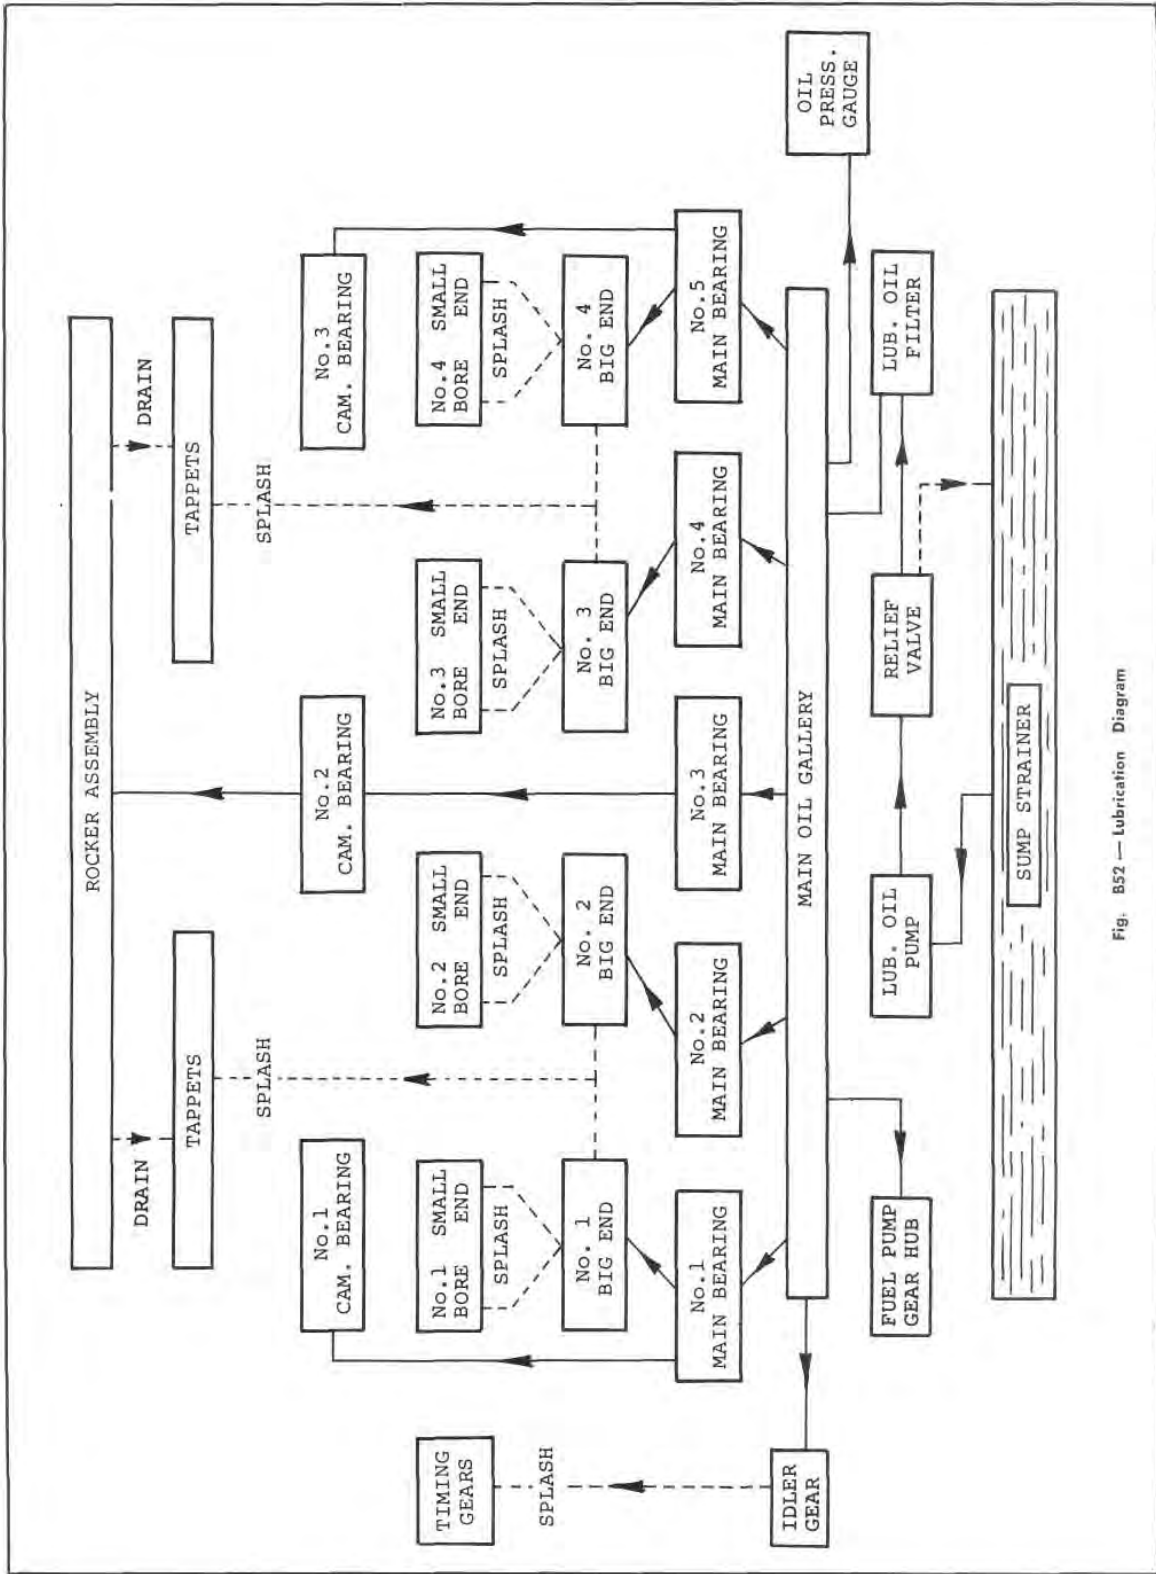 ROCKER ASSEMBLY
DRAIN
DRAIN
TAPPETS
TAPPETS
SPLASH
SPLASH
No.1
CAM. BEARING
No.2
CAM. BEARING
No.3
CAM. BEARING
TIMING
GEARS
SPLASH
No.1 SMALL
BORE END
SPLASH
No.2 SMALL
BORE END
SPLASH
No.3 SMALL
BORE END
SPLASH
No.4 SMALL
BORE END
SPLASH
No. 1
BIG END
No. 2
BIG END
No. 3
BIG END
No. 4
BIG END
No.1
MAIN BEARING
No.2
MAIN BEARING
No.3
MAIN BEARING
No.4
MAIN BEARING
No.5
MAIN BEARING
IDLER
GEAR
MAIN OIL GALLERY
OIL
PRESS.
GAUGE
FUEL PUMP
GEAR HUB
LUB. OIL
PUMP
RELIEF
VALVE
LUB. OIL
FILTER
SUMP STRAINER
Fig. B52 — Lubrication Diagram